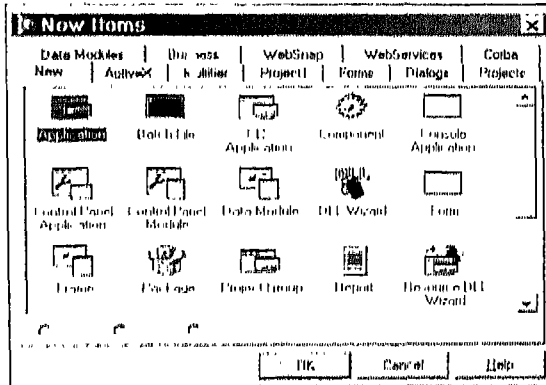 New Items
Data Modules Business WebSnap WebServices Corba
New ActiveX Multitier Project1 Forms Dialogs Projects
Batch File Component Console
Application Application
Control Panel Control Panel Data Module DLL Wizard Form
Application Module
Frame Package Project Group Report Resource DLL
Wizard
OK Cancel Help